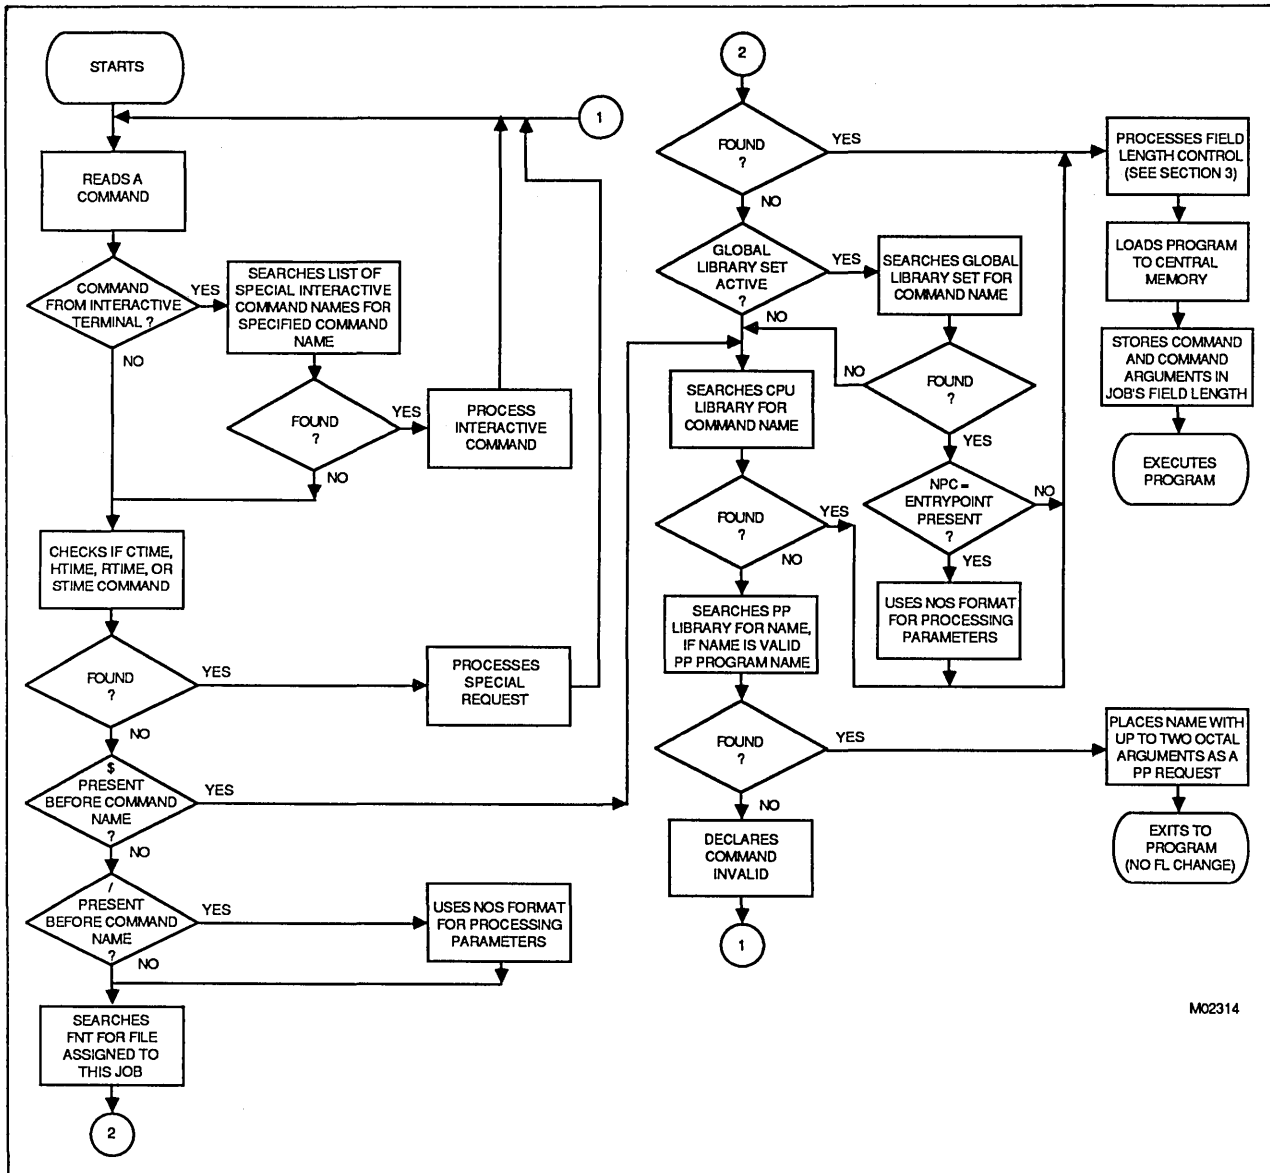 STARTS
1
READS A
COMMAND
COMMAND
FROM INTERACTIVE
TERMINAL ?
YES
NO
SEARCHES LIST OF
SPECIAL INTERACTIVE
COMMAND NAMES FOR
SPECIFIED COMMAND
NAME
FOUND
?
YES
NO
PROCESS
INTERACTIVE
COMMAND
CHECKS IF CTIME,
HTIME, RTIME, OR
STIME COMMAND
FOUND
?
YES
NO
PROCESSES
SPECIAL
REQUEST
$
PRESENT
BEFORE COMMAND
NAME
?
YES
NO
/
PRESENT
BEFORE COMMAND
NAME
?
YES
NO
USES NOS FORMAT
FOR PROCESSING
PARAMETERS
SEARCHES
FNT FOR FILE
ASSIGNED TO
THIS JOB
2
2
FOUND
?
YES
NO
GLOBAL
LIBRARY SET
ACTIVE
?
YES
NO
SEARCHES GLOBAL
LIBRARY SET FOR
COMMAND NAME
FOUND
?
NO
YES
NPC =
ENTRYPOINT
PRESENT
?
NO
YES
USES NOS FORMAT
FOR PROCESSING
PARAMETERS
SEARCHES CPU
LIBRARY FOR
COMMAND NAME
FOUND
?
YES
NO
SEARCHES PP
LIBRARY FOR NAME,
IF NAME IS VALID
PP PROGRAM NAME
FOUND
?
YES
NO
DECLARES
COMMAND
INVALID
1
PROCESSES FIELD
LENGTH CONTROL
(SEE SECTION 3)
LOADS PROGRAM
TO CENTRAL
MEMORY
STORES COMMAND
AND COMMAND
ARGUMENTS IN
JOB'S FIELD LENGTH
EXECUTES
PROGRAM
PLACES NAME WITH
UP TO TWO OCTAL
ARGUMENTS AS A
PP REQUEST
EXITS TO
PROGRAM
(NO FL CHANGE)
M02314